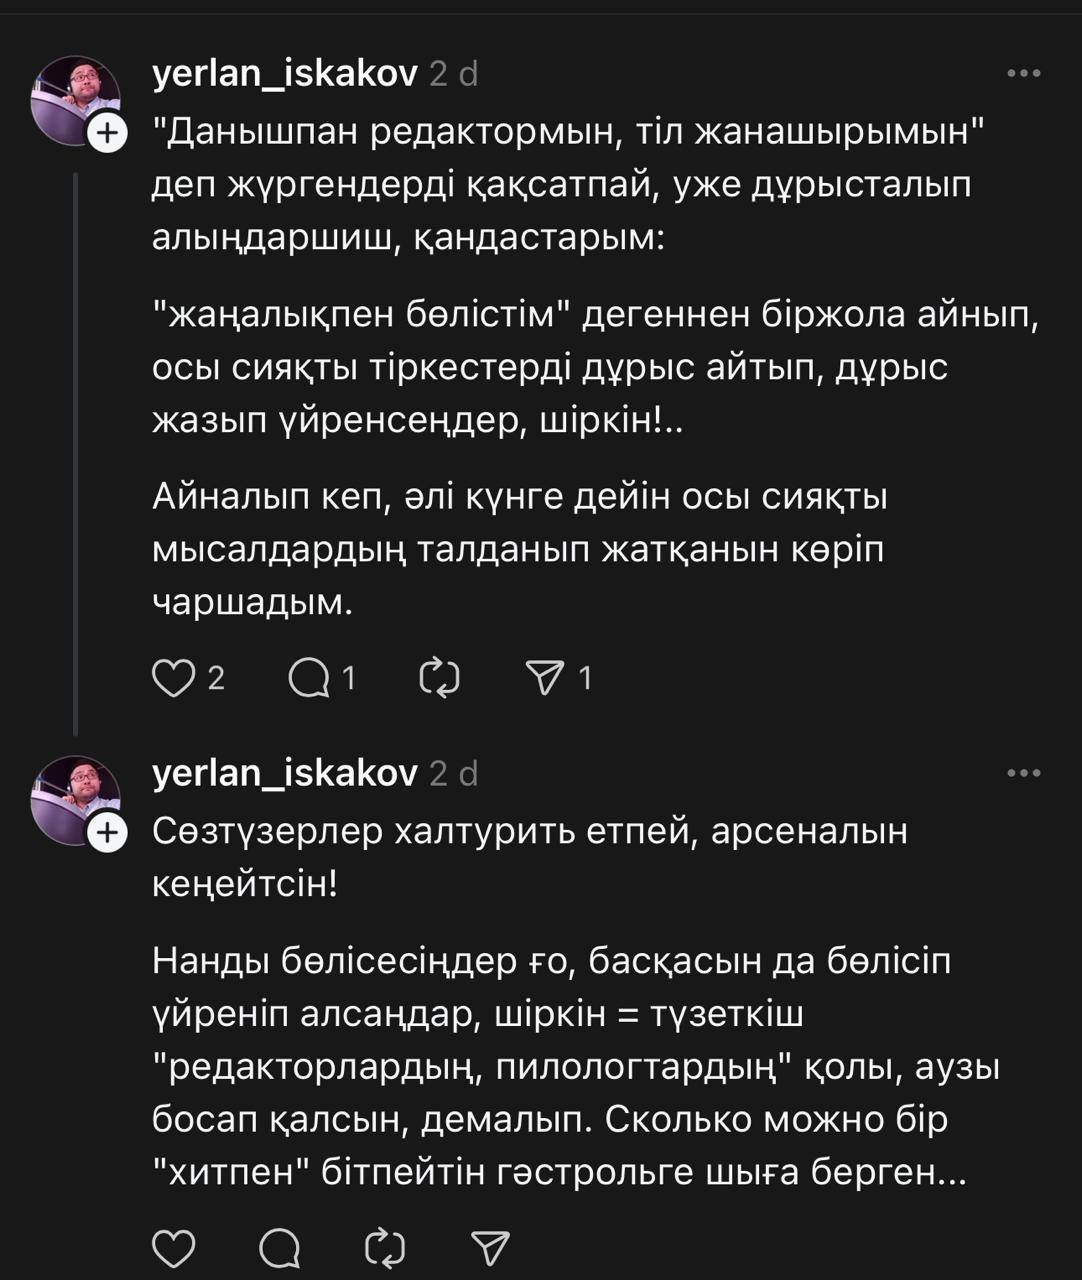 yerlan_iskakov 2 d
"Данышпан редактормын, тіл жанашырымын"
деп жүргендерді қақсатпай, уже дұрысталып
алыңдаршиш, қандастарым:
"жаңалықпен бөлістім" дегеннен біржола айнып,
осы сияқты тіркестерді дұрыс айтып, дұрыс
жазып үйренсеңдер, шіркін!..
Айналып кеп, әлі күнге дейін осы сияқты
мысалдардың талданып жатқанын көріп
чаршадым.
2 1 1
yerlan_iskakov 2 d
Сөзтүзерлер халтурить етпей, арсеналын
кеңейтсін!
Нанды бөлісесіңдер ғо, басқасын да бөлісіп
үйреніп алсаңдар, шіркін = түзеткіш
"редакторлардың, пилологтардың" қолы, аузы
босап қалсын, демалып. Сколько можно бір
"хитпен" бітпейтін гәстрольге шыға берген...